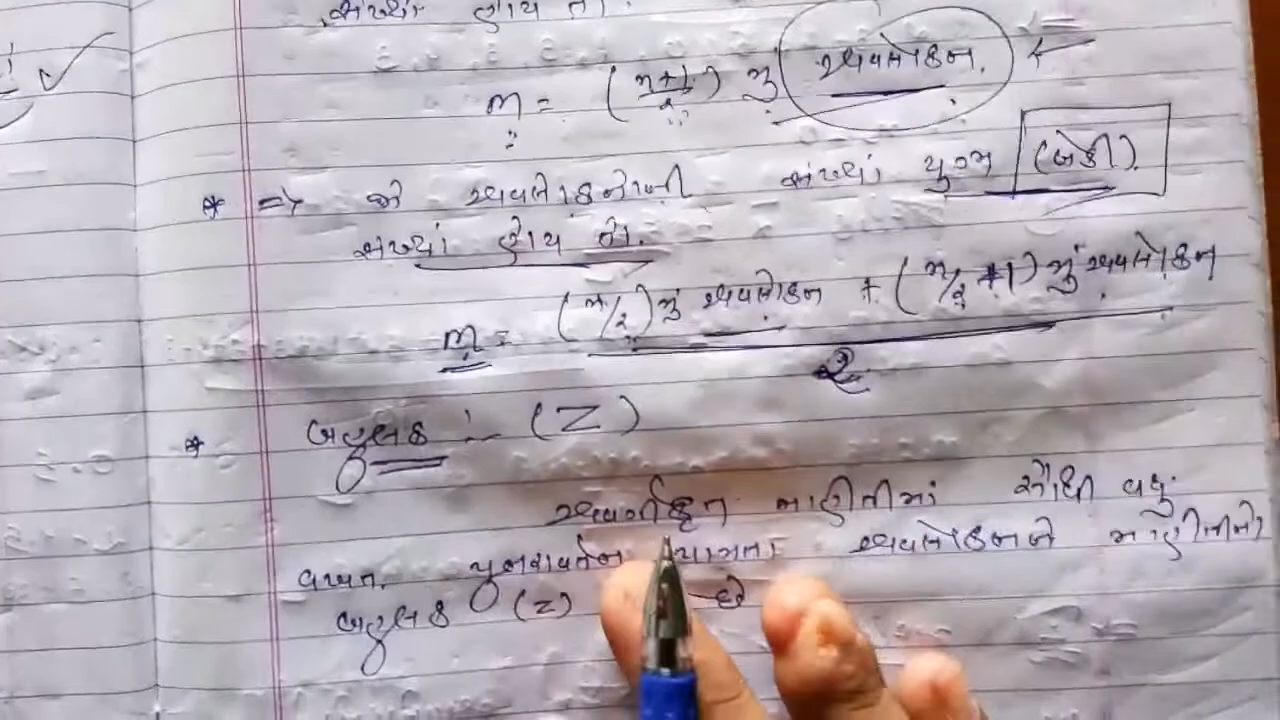 સંખ્યા હોય તો.
m = (n+1/2) મું અવલોકન.
* => જો અવલોકનોની સંખ્યા યુગ્મ (બેકી)
સંખ્યા હોય તો.
m = (n/2) મું અવલોકન + (n/2 +1) મું અવલોકન
2
* બહુલક :- (Z)
અવર્ગીકૃત માહિતીમાં સૌથી વધુ
વખત પુનરાવર્તન પામતા અવલોકનને માહિતીનો
બહુલક (Z) છે